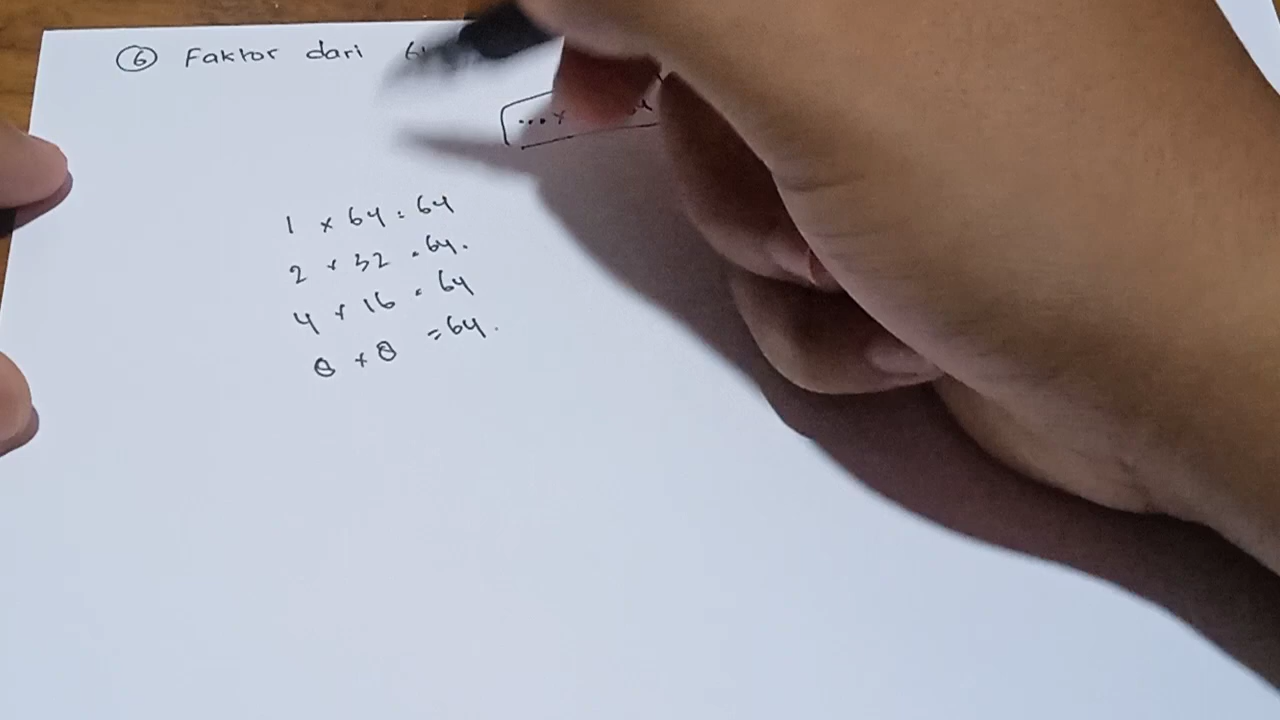 ⑥ Faktor dari
...x
1 x 64 = 64
2 x 32 = 64.
4 x 16 = 64
8 x 8 = 64.